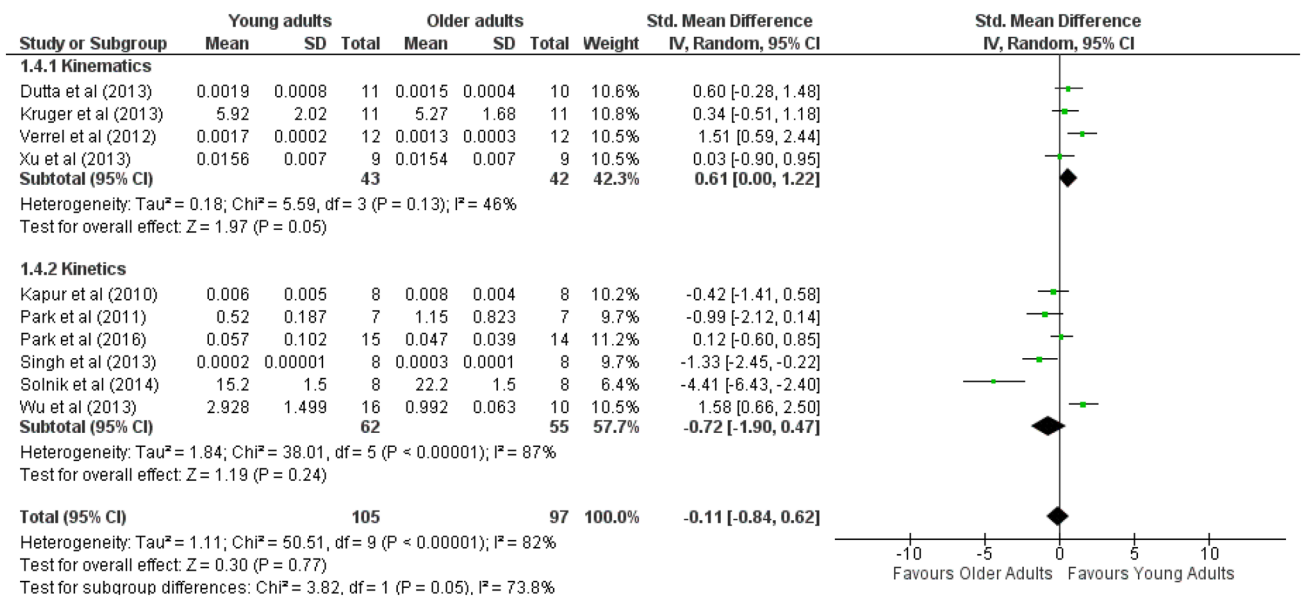 Young adults Older adults Std. Mean Difference Std. Mean Difference
Study or Subgroup Mean SD Total Mean SD Total Weight IV, Random, 95% CI IV, Random, 95% CI
1.4.1 Kinematics
Dutta et al (2013) 0.0019 0.0008 11 0.0015 0.0004 10 10.6% 0.60 [-0.28, 1.48]
Kruger et al (2013) 5.92 2.02 11 5.27 1.68 11 10.8% 0.34 [-0.51, 1.18]
Verrel et al (2012) 0.0017 0.0002 12 0.0013 0.0003 12 10.5% 1.51 [0.59, 2.44]
Xu et al (2013) 0.0156 0.007 9 0.0154 0.007 9 10.5% 0.03 [-0.90, 0.95]
Subtotal (95% CI) 43 42 42.3% 0.61 [0.00, 1.22]
Heterogeneity: Tau² = 0.18; Chi² = 5.59, df = 3 (P = 0.13); I² = 46%
Test for overall effect: Z = 1.97 (P = 0.05)
1.4.2 Kinetics
Kapur et al (2010) 0.006 0.005 8 0.008 0.004 8 10.2% -0.42 [-1.41, 0.58]
Park et al (2011) 0.52 0.187 7 1.15 0.823 7 9.7% -0.99 [-2.12, 0.14]
Park et al (2016) 0.057 0.102 15 0.047 0.039 14 11.2% 0.12 [-0.60, 0.85]
Singh et al (2013) 0.0002 0.00001 8 0.0003 0.0001 8 9.7% -1.33 [-2.45, -0.22]
Solnik et al (2014) 15.2 1.5 8 22.2 1.5 8 6.4% -4.41 [-6.43, -2.40]
Wu et al (2013) 2.928 1.499 16 0.992 0.063 10 10.5% 1.58 [0.66, 2.50]
Subtotal (95% CI) 62 55 57.7% -0.72 [-1.90, 0.47]
Heterogeneity: Tau² = 1.84; Chi² = 38.01, df = 5 (P < 0.00001); I² = 87%
Test for overall effect: Z = 1.19 (P = 0.24)
Total (95% CI) 105 97 100.0% -0.11 [-0.84, 0.62]
Heterogeneity: Tau² = 1.11; Chi² = 50.51, df = 9 (P < 0.00001); I² = 82%
Test for overall effect: Z = 0.30 (P = 0.77)
Test for subgroup differences: Chi² = 3.82, df = 1 (P = 0.05), I² = 73.8%
-10 -5 0 5 10
Favours Older Adults Favours Young Adults